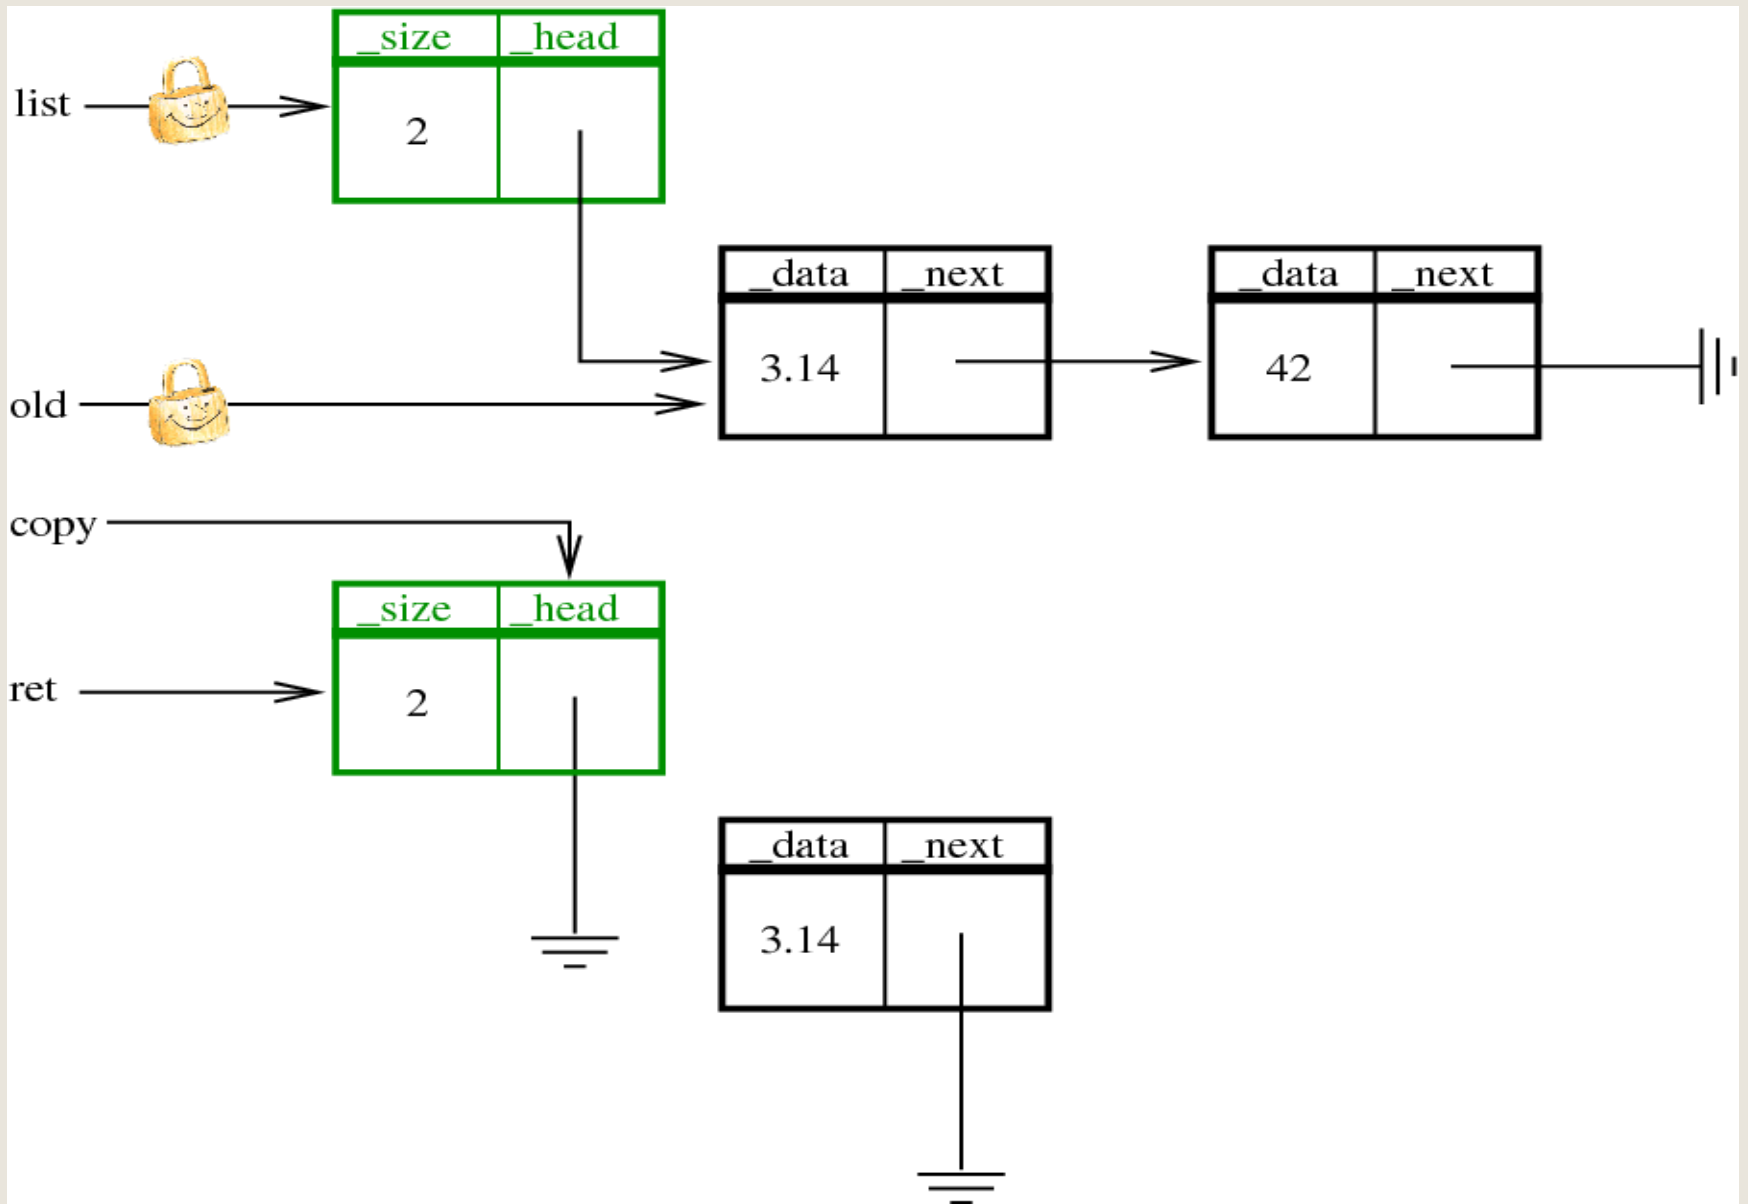 _size _head
list
2
_data _next _data _next
3.14 42
old
copy
_size _head
ret
2
_data _next
3.14